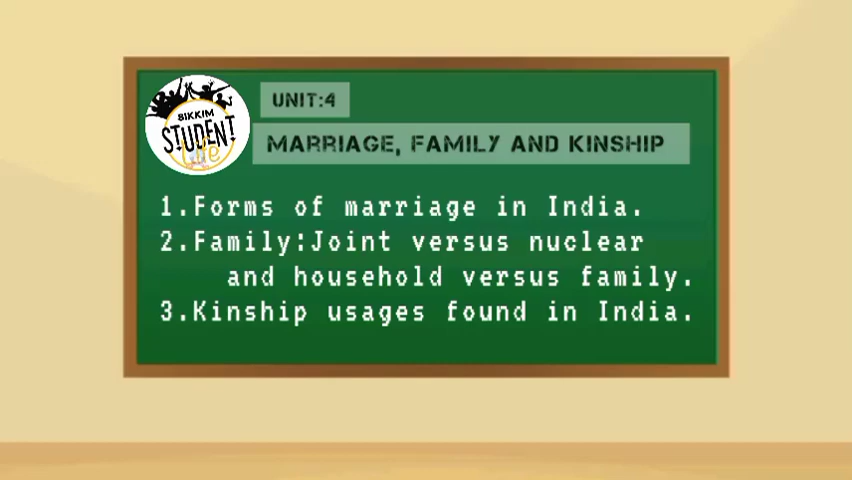 SIKKIM
STUDENT
Life
UNIT:4
MARRIAGE, FAMILY AND KINSHIP
1.Forms of marriage in India.
2.Family:Joint versus nuclear
and household versus family.
3.Kinship usages found in India.